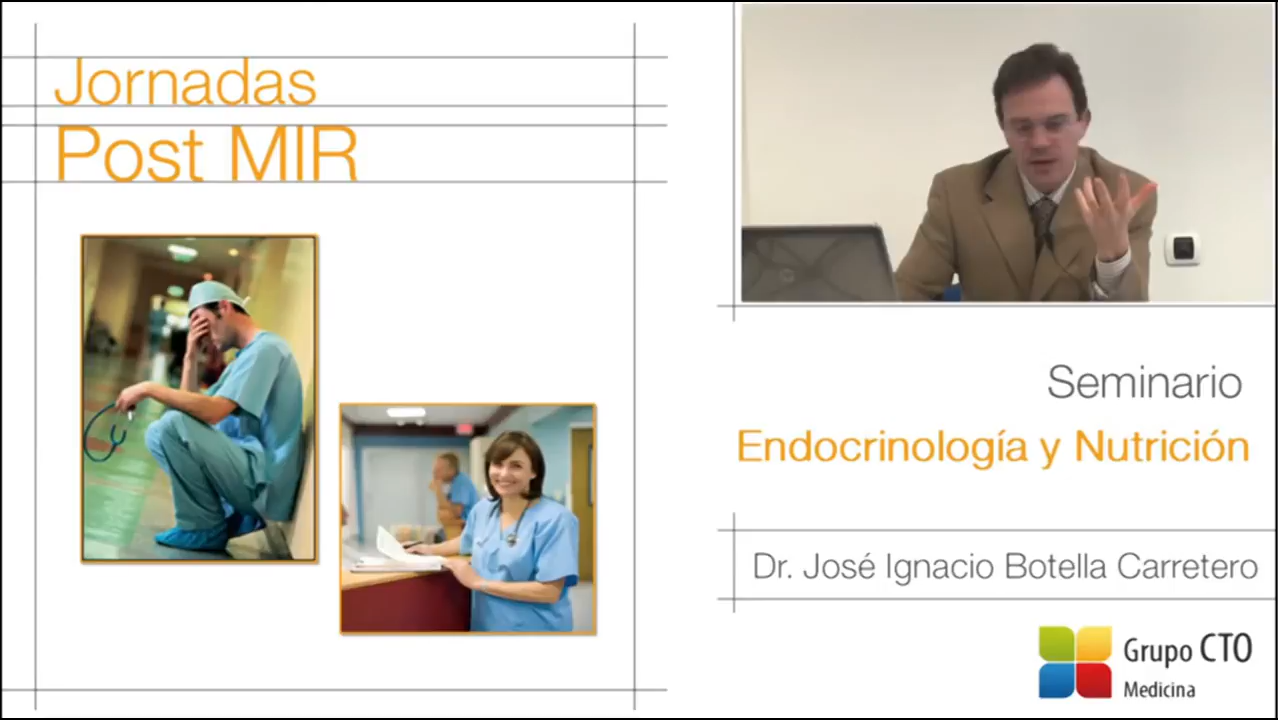 Jornadas
Post MIR
Seminario
Endocrinología y Nutrición
Dr. José Ignacio Botella Carretero
Grupo CTO
Medicina